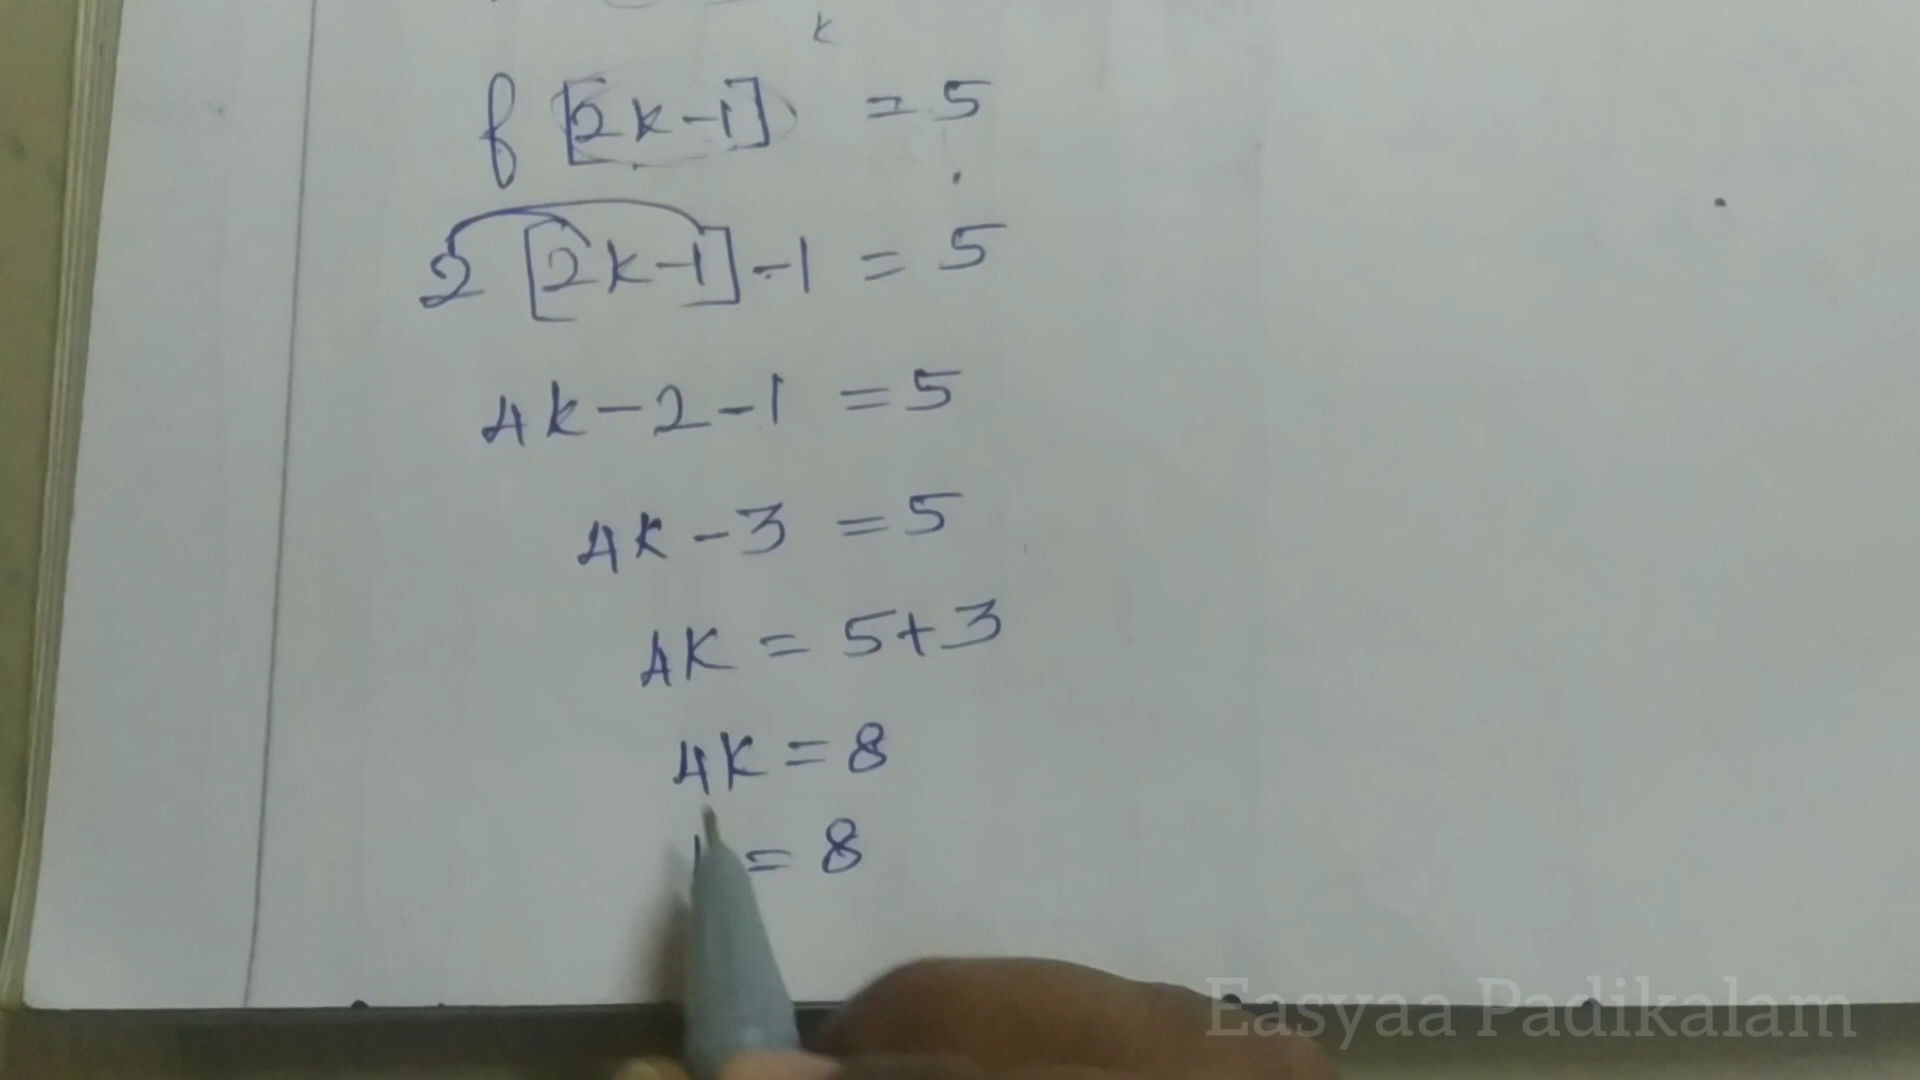 k
f [2k-1] = 5
2 [2k-1] -1 = 5
4k - 2 - 1 = 5
4k - 3 = 5
4k = 5+3
4k = 8
= 8
Easyaa Padikalam